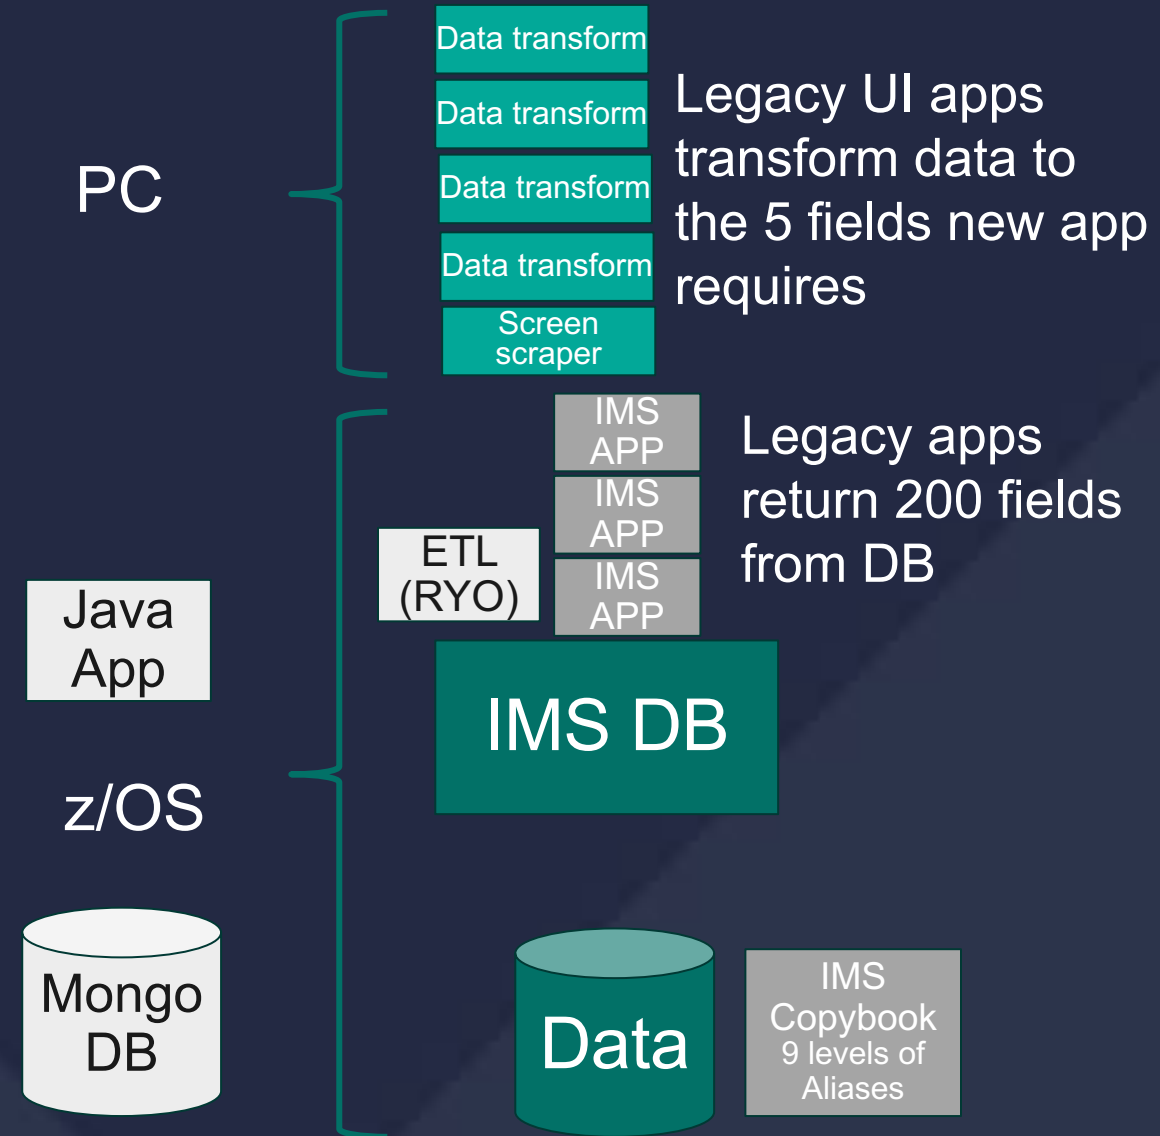 Data transform
Data transform
Data transform
Data transform
Screen
scraper
PC
Legacy UI apps
transform data to
the 5 fields new app
requires
IMS
APP
IMS
APP
IMS
APP
Legacy apps
return 200 fields
from DB
ETL
(RYO)
Java
App
IMS DB
z/OS
Mongo
DB
Data
IMS
Copybook
9 levels of
Aliases